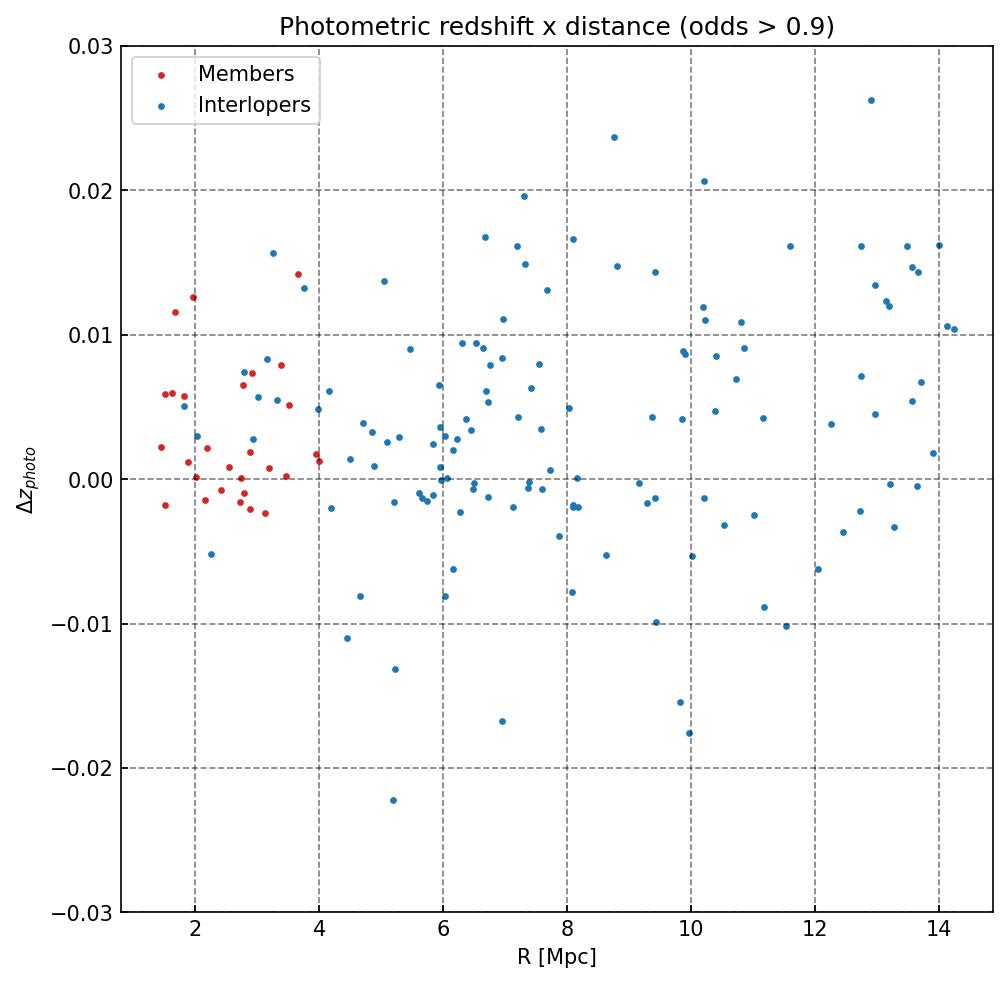 Photometric redshift x distance (odds > 0.9)
0.03
Members
Interlopers
0.02
0.01
0.00
−0.01
−0.02
−0.03
Δz_photo
2 4 6 8 10 12 14
R [Mpc]